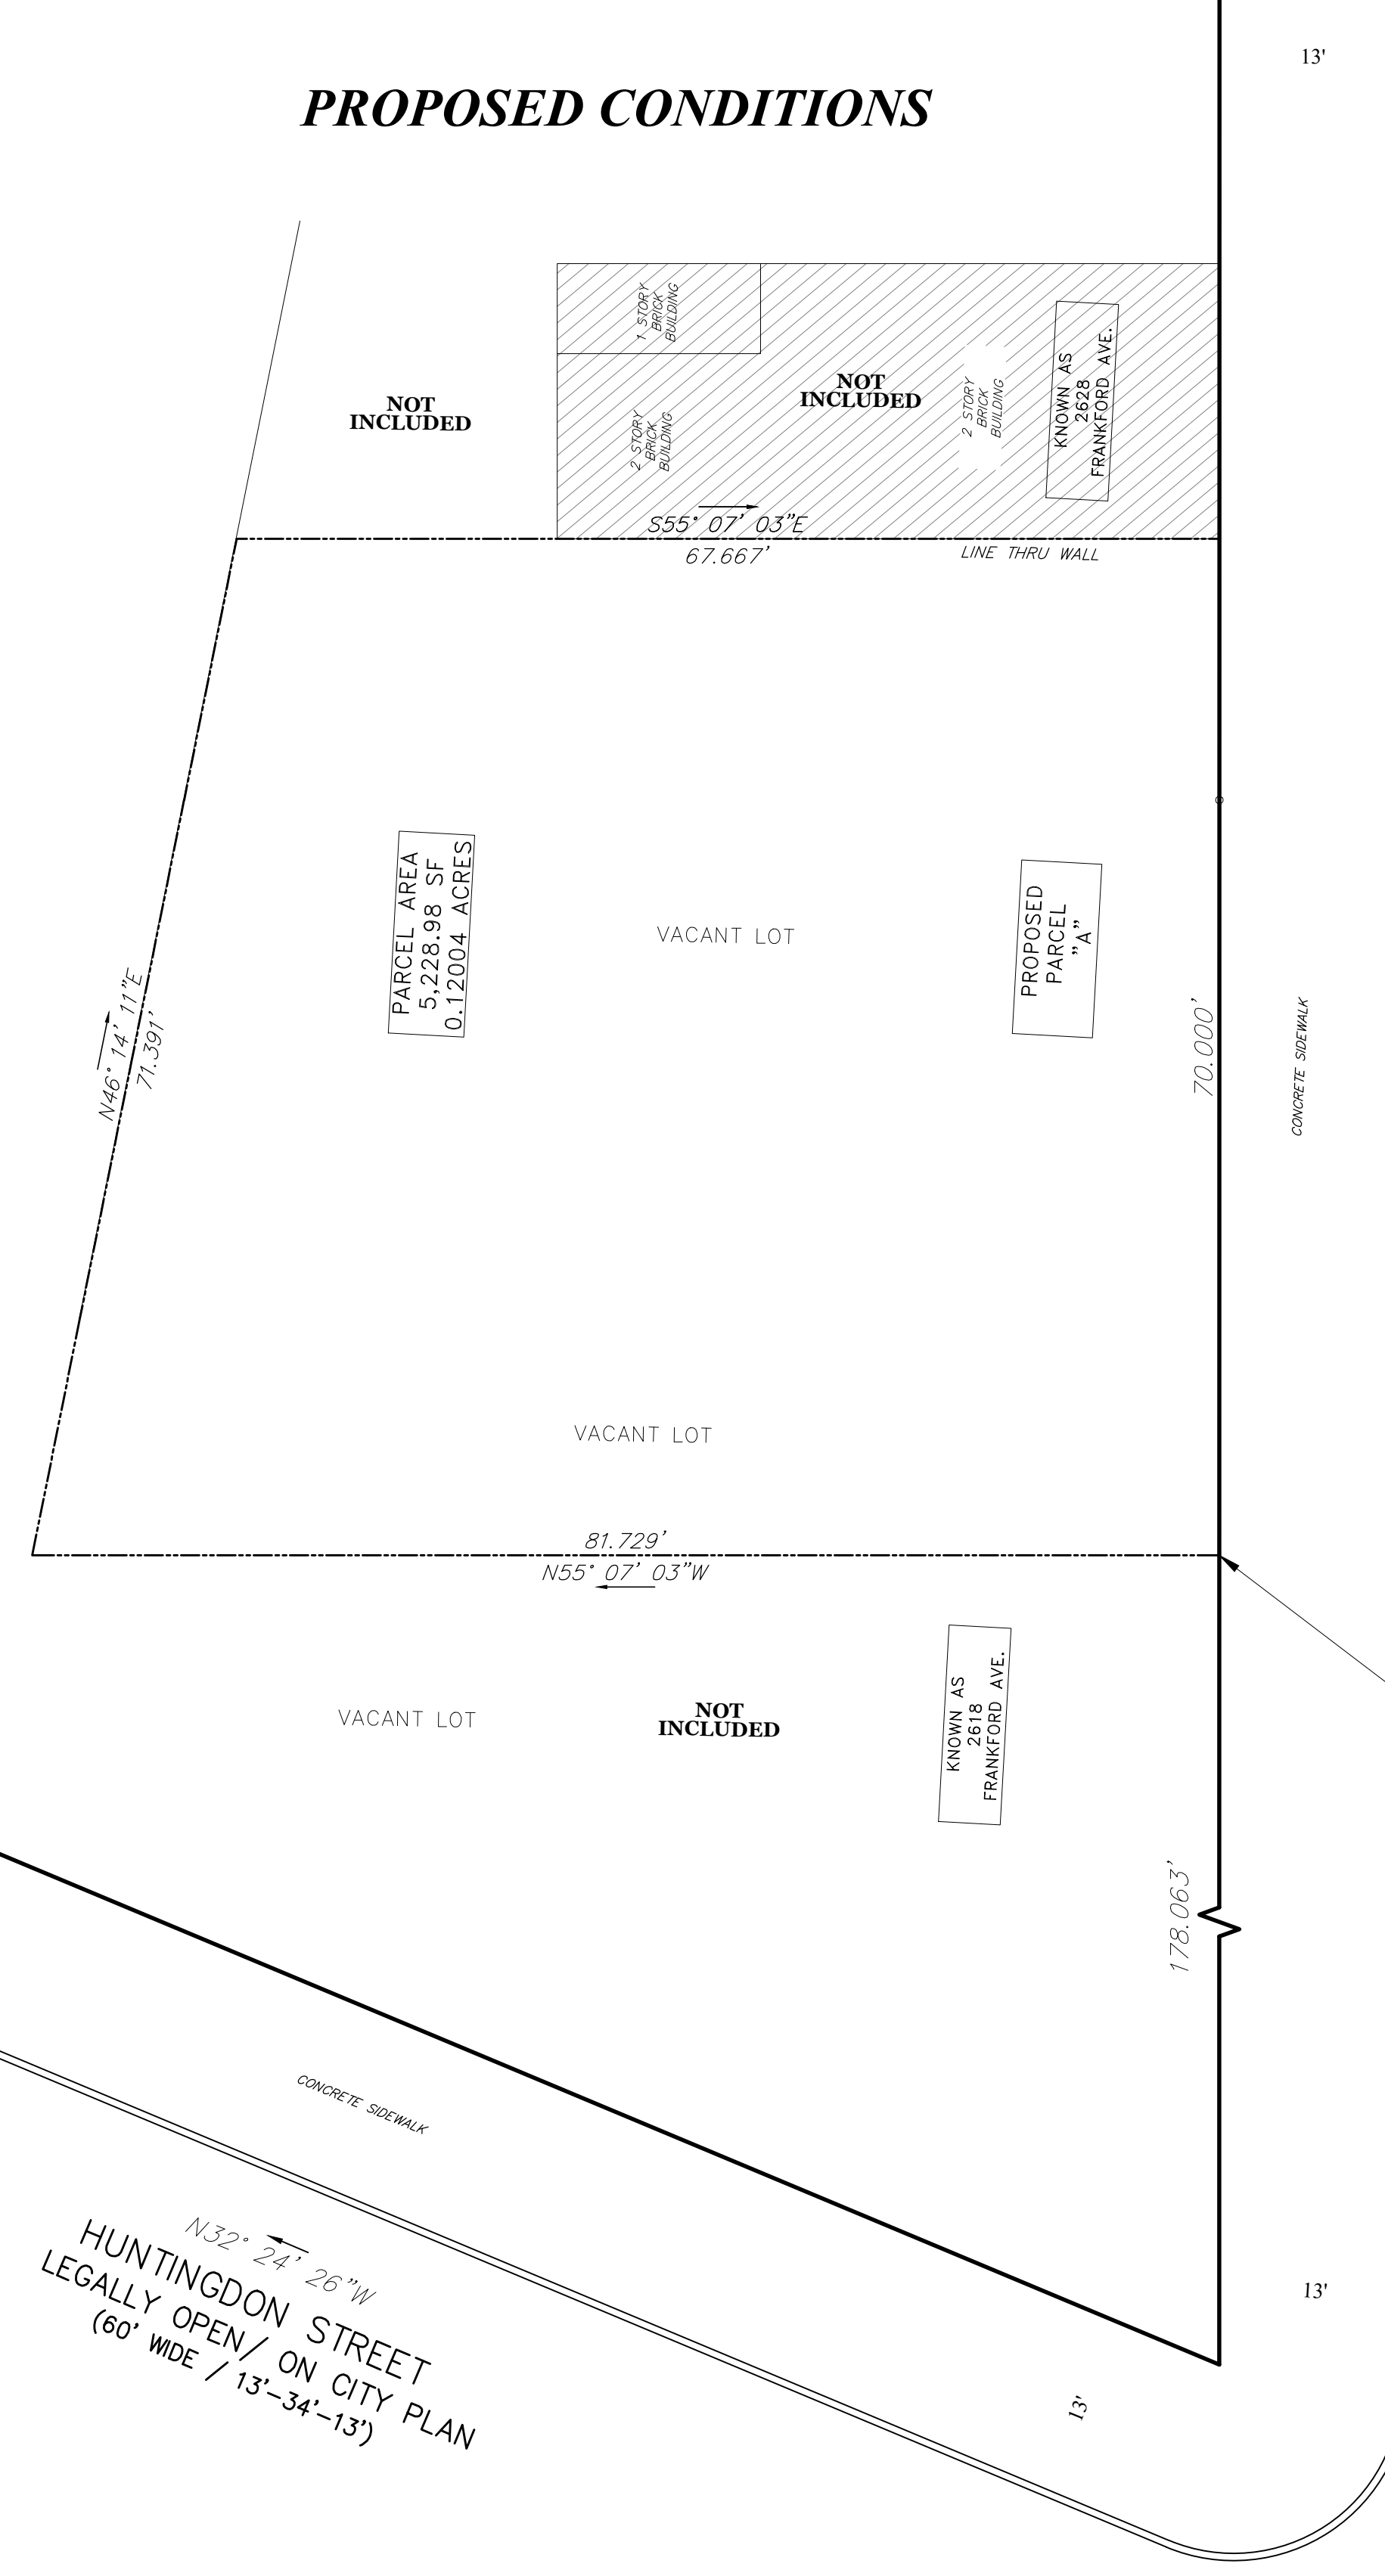 13'
PROPOSED CONDITIONS
1 STORY
BRICK
BUILDING
NOT
INCLUDED
NOT
INCLUDED
2 STORY
BRICK
BUILDING
2 STORY
BRICK
BUILDING
KNOWN AS
2628
FRANKFORD AVE.
S55° 07' 03"E
67.667'
LINE THRU WALL
PARCEL AREA
5,228.98 SF
0.12004 ACRES
VACANT LOT
PROPOSED
PARCEL
"A"
N46° 14' 11"E
71.391'
70.000'
CONCRETE SIDEWALK
VACANT LOT
81.729'
N55° 07' 03"W
VACANT LOT
NOT
INCLUDED
KNOWN AS
2618
FRANKFORD AVE.
178.063'
CONCRETE SIDEWALK
N32° 24' 26"W
HUNTINGDON STREET
LEGALLY OPEN/ ON CITY PLAN
(60' WIDE / 13'-34'-13')
13'
13'